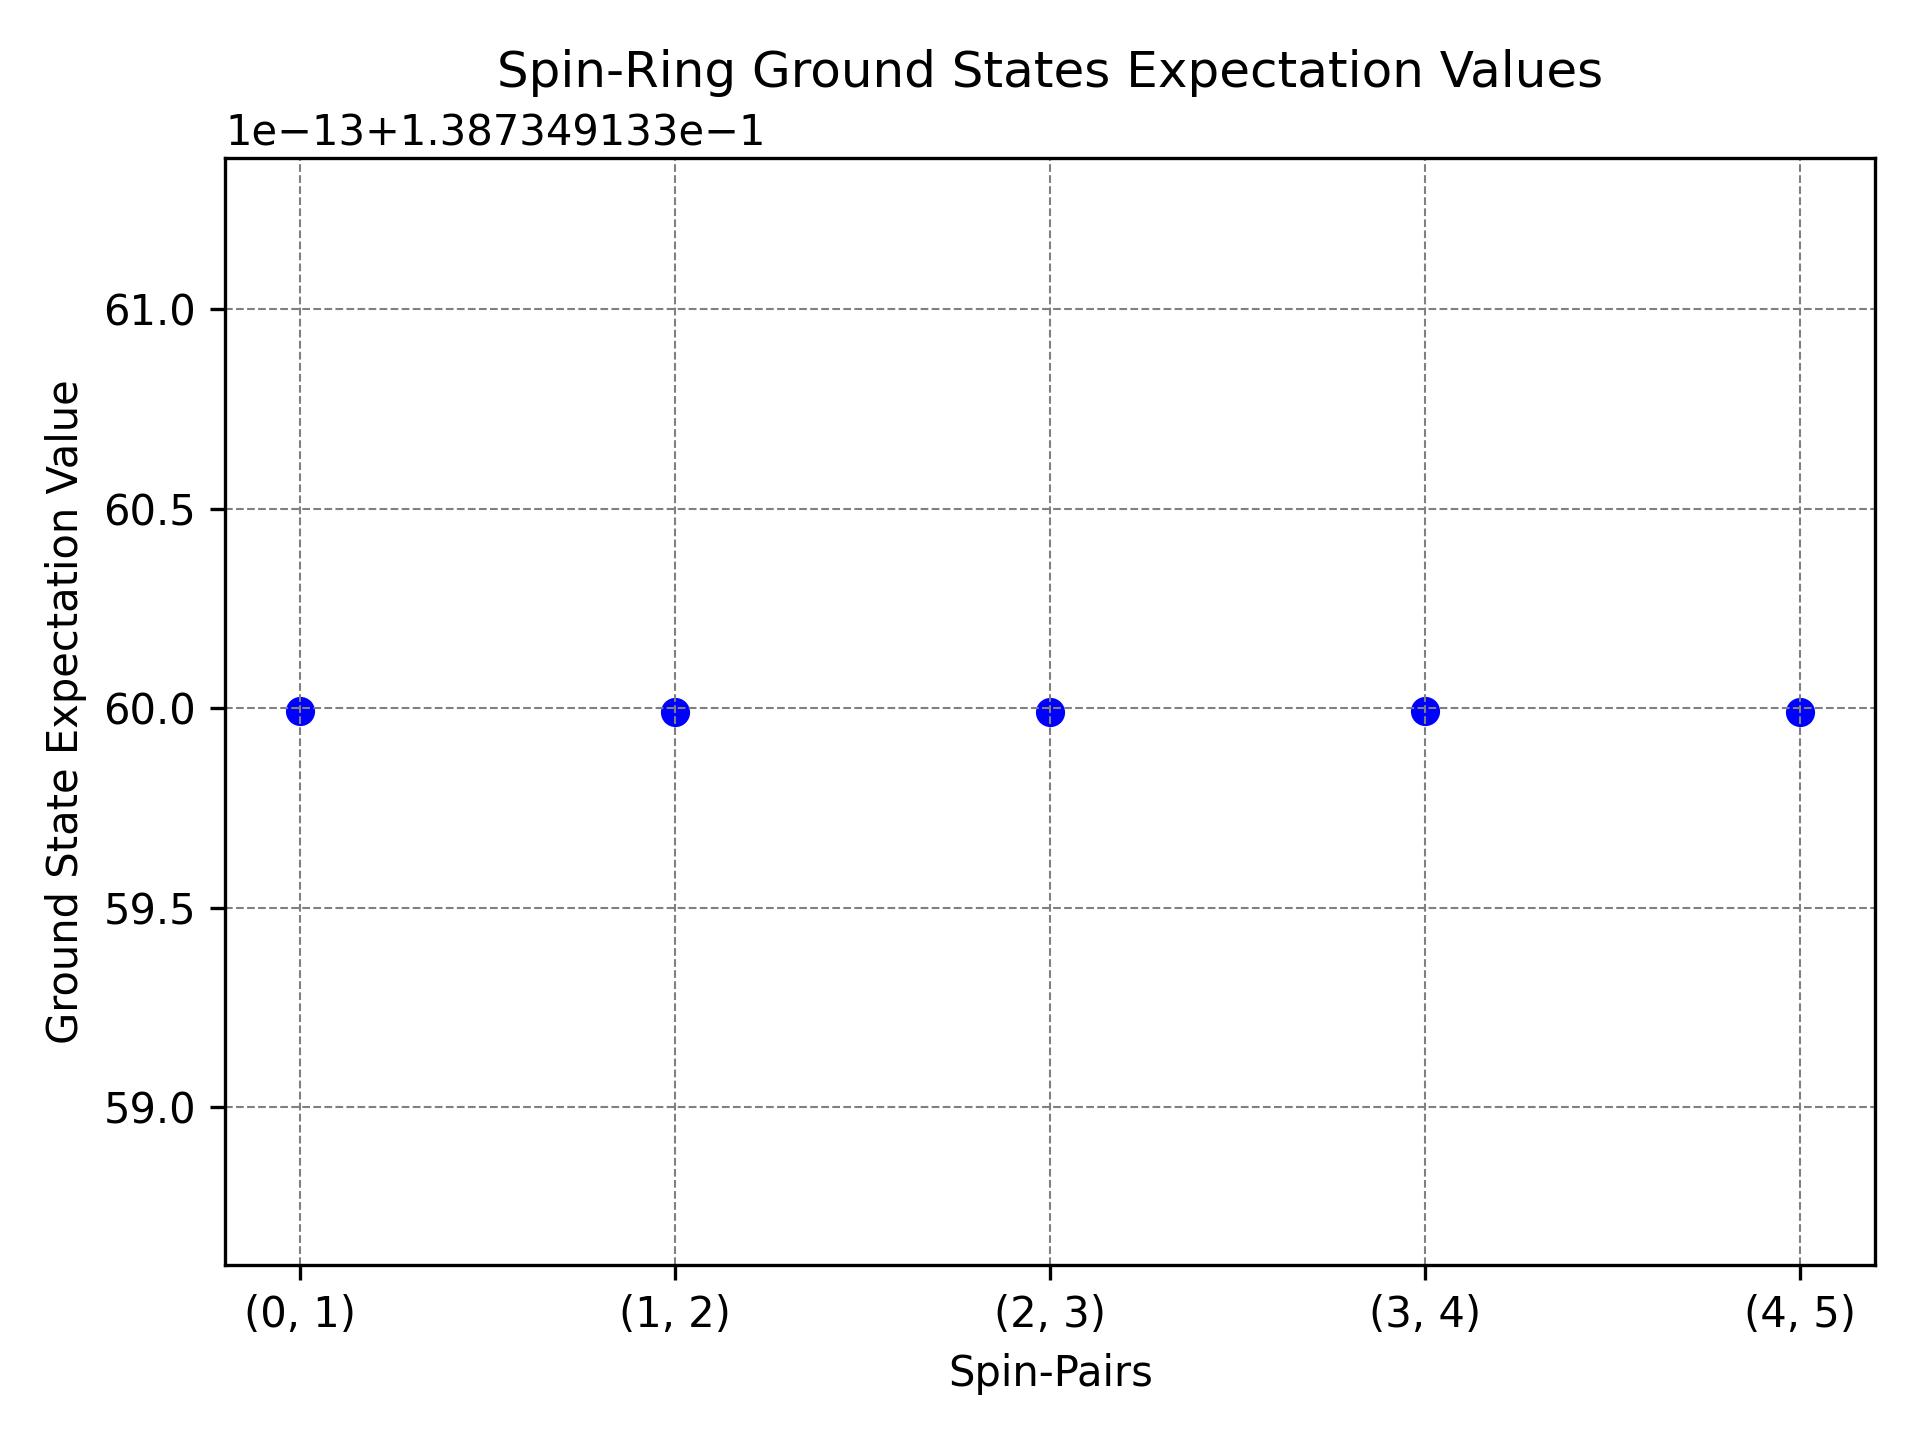 Spin-Ring Ground States Expectation Values
1e−13+1.387349133e−1
61.0
60.5
60.0
59.5
59.0
Ground State Expectation Value
(0, 1)
(1, 2)
(2, 3)
(3, 4)
(4, 5)
Spin-Pairs